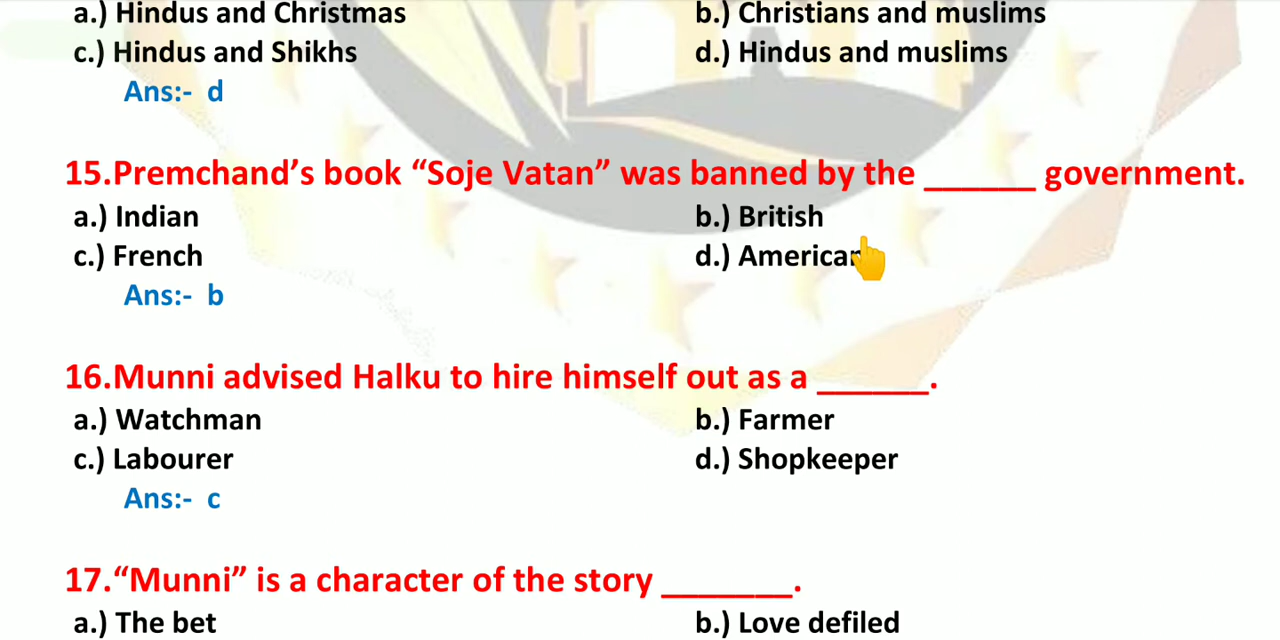 a.) Hindus and Christmas b.) Christians and muslims
c.) Hindus and Shikhs d.) Hindus and muslims
Ans:- d
15.Premchand’s book “Soje Vatan” was banned by the ______ government.
a.) Indian b.) British
c.) French d.) American
Ans:- b
16.Munni advised Halku to hire himself out as a ______.
a.) Watchman b.) Farmer
c.) Labourer d.) Shopkeeper
Ans:- c
17.“Munni” is a character of the story _______.
a.) The bet b.) Love defiled